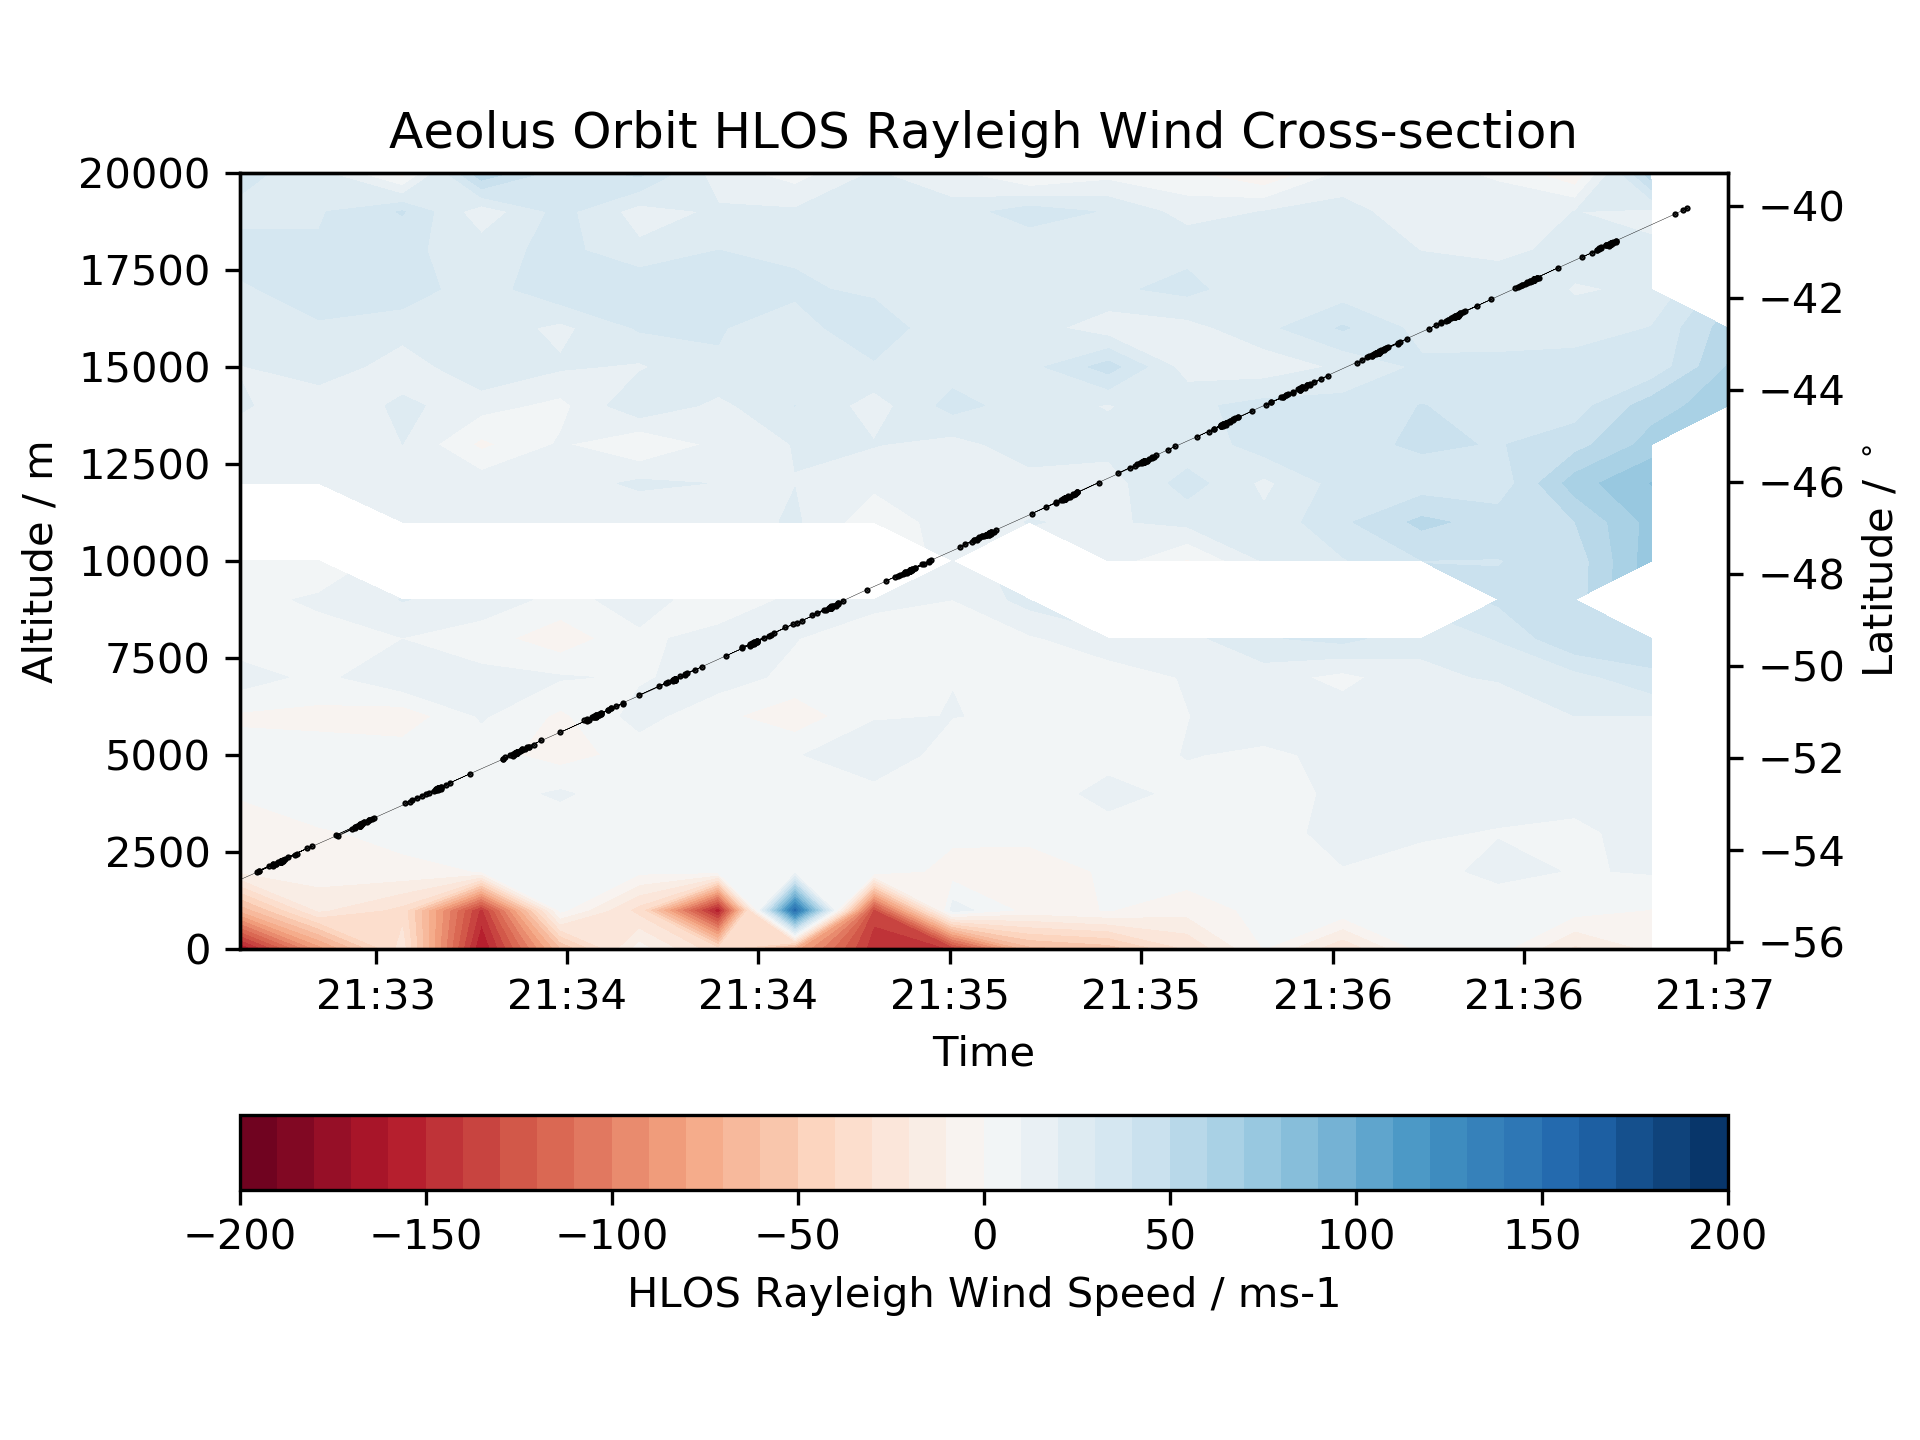 Aeolus Orbit HLOS Rayleigh Wind Cross-section
20000
17500
15000
12500
10000
7500
5000
2500
0
Altitude / m
−40
−42
−44
−46
−48
−50
−52
−54
−56
Latitude / °
21:33 21:34 21:34 21:35 21:35 21:36 21:36 21:37
Time
−200 −150 −100 −50 0 50 100 150 200
HLOS Rayleigh Wind Speed / ms-1